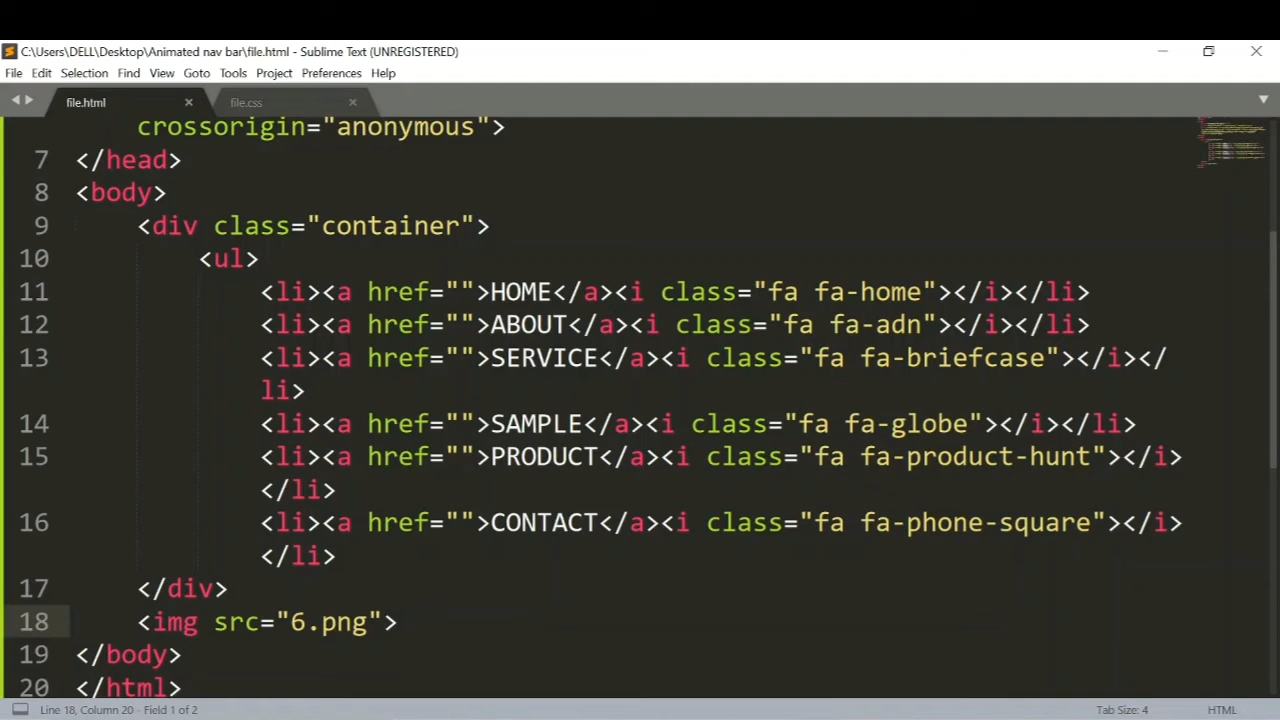 C:\Users\DELL\Desktop\Animated nav bar\file.html - Sublime Text (UNREGISTERED)
File Edit Selection Find View Goto Tools Project Preferences Help
file.html × file.css ×
crossorigin="anonymous">
7 </head>
8 <body>
9 <div class="container">
10 <ul>
11 <li><a href="">HOME</a><i class="fa fa-home"></i></li>
12 <li><a href="">ABOUT</a><i class="fa fa-adn"></i></li>
13 <li><a href="">SERVICE</a><i class="fa fa-briefcase"></i></
li>
14 <li><a href="">SAMPLE</a><i class="fa fa-globe"></i></li>
15 <li><a href="">PRODUCT</a><i class="fa fa-product-hunt"></i>
</li>
16 <li><a href="">CONTACT</a><i class="fa fa-phone-square"></i>
</li>
17 </div>
18 <img src="6.png">
19 </body>
20 </html>
Line 18, Column 20 - Field 1 of 2 Tab Size: 4 HTML